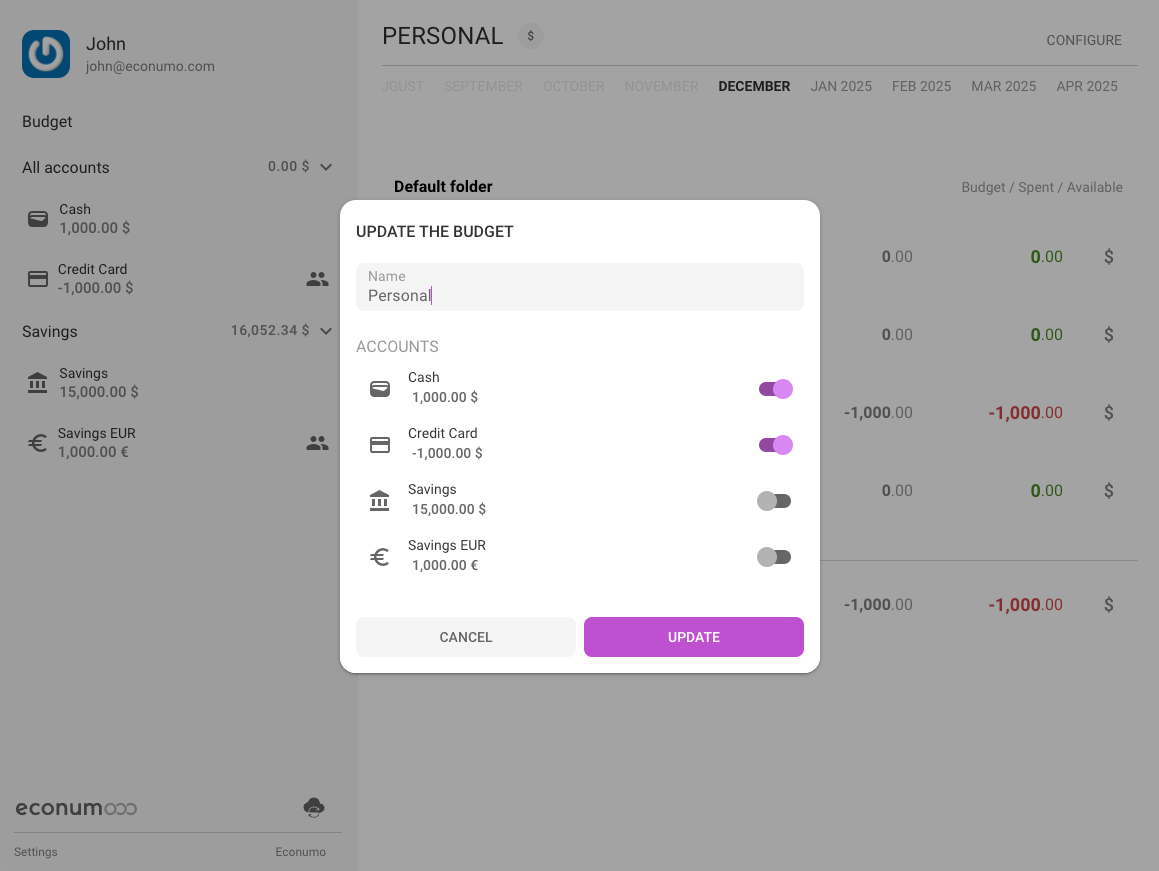 John
john@econumo.com
Budget
All accounts 0.00 $
Cash
1,000.00 $
Credit Card
-1,000.00 $
Savings 16,052.34 $
Savings
15,000.00 $
Savings EUR
1,000.00 €
econumo
Settings Econumo
PERSONAL $
CONFIGURE
UGUST SEPTEMBER OCTOBER NOVEMBER DECEMBER JAN 2025 FEB 2025 MAR 2025 APR 2025
Default folder Budget / Spent / Available
0.00 0.00 $
0.00 0.00 $
-1,000.00 -1,000.00 $
0.00 0.00 $
-1,000.00 -1,000.00 $
UPDATE THE BUDGET
Name
Personal
ACCOUNTS
Cash
1,000.00 $
Credit Card
-1,000.00 $
Savings
15,000.00 $
Savings EUR
1,000.00 €
CANCEL UPDATE